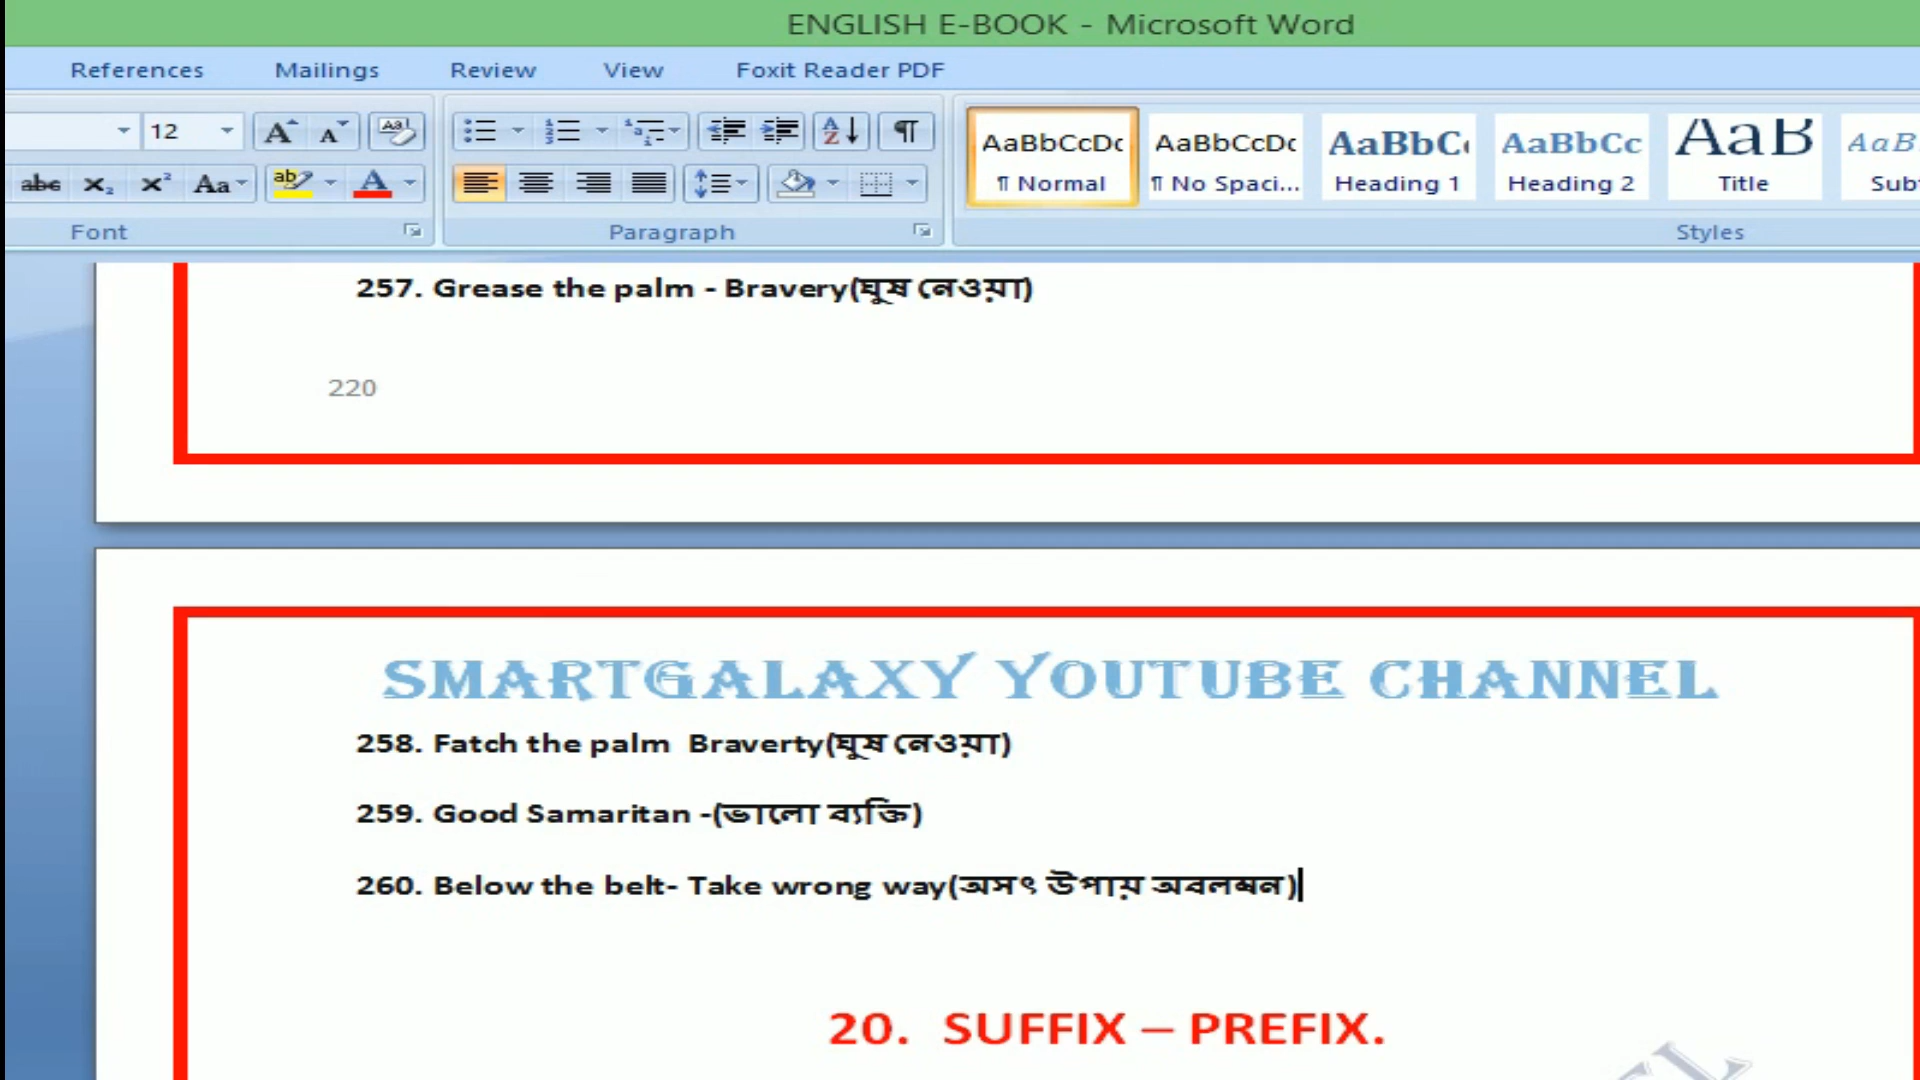 ENGLISH E-BOOK - Microsoft Word
References Mailings Review View Foxit Reader PDF
12
Font Paragraph Styles
AaBbCcDc AaBbCcDc AaBbC AaBbCc AaB AaB
¶ Normal ¶ No Spaci... Heading 1 Heading 2 Title
257. Grease the palm - Bravery(ঘুষ নেওয়া)
220
SMARTGALAXY YOUTUBE CHANNEL
258. Fatch the palm Braverty(ঘুষ নেওয়া)
259. Good Samaritan -(ভালো ব্যক্তি)
260. Below the belt- Take wrong way(অসৎ উপায় অবলম্বন)
20. SUFFIX – PREFIX.